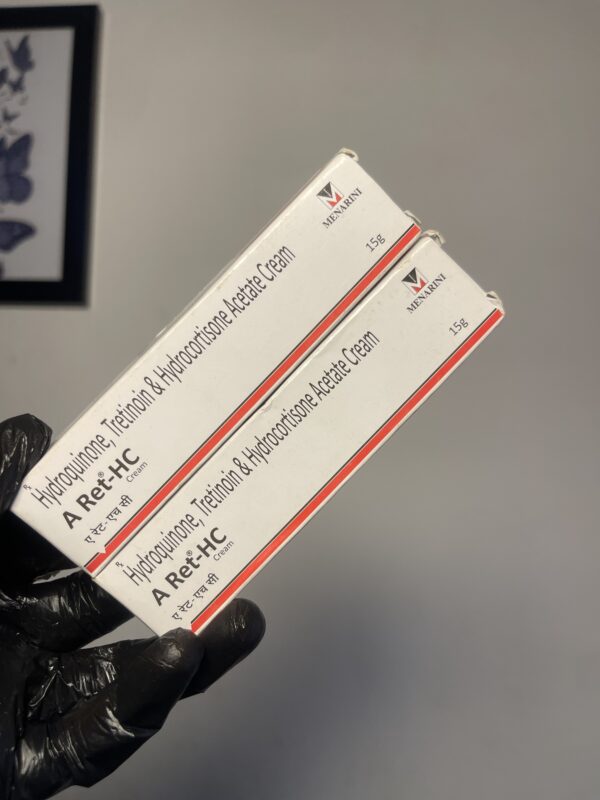 MENARINI
15g
℞
Hydroquinone, Tretinoin & Hydrocortisone Acetate Cream
A Ret®-HC
Cream
ए रेट-एच सी
MENARINI
15g
℞
Hydroquinone, Tretinoin & Hydrocortisone Acetate Cream
A Ret®-HC
Cream
ए रेट-एच सी